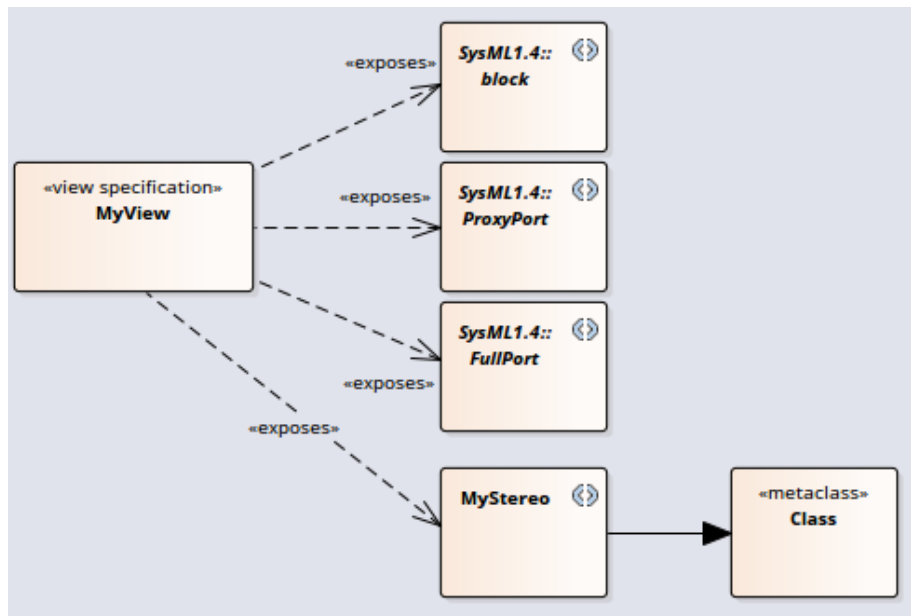 «exposes»
SysML1.4::
block
«view specification»
MyView
«exposes»
SysML1.4::
ProxyPort
SysML1.4::
FullPort
«exposes»
«exposes»
MyStereo
«metaclass»
Class